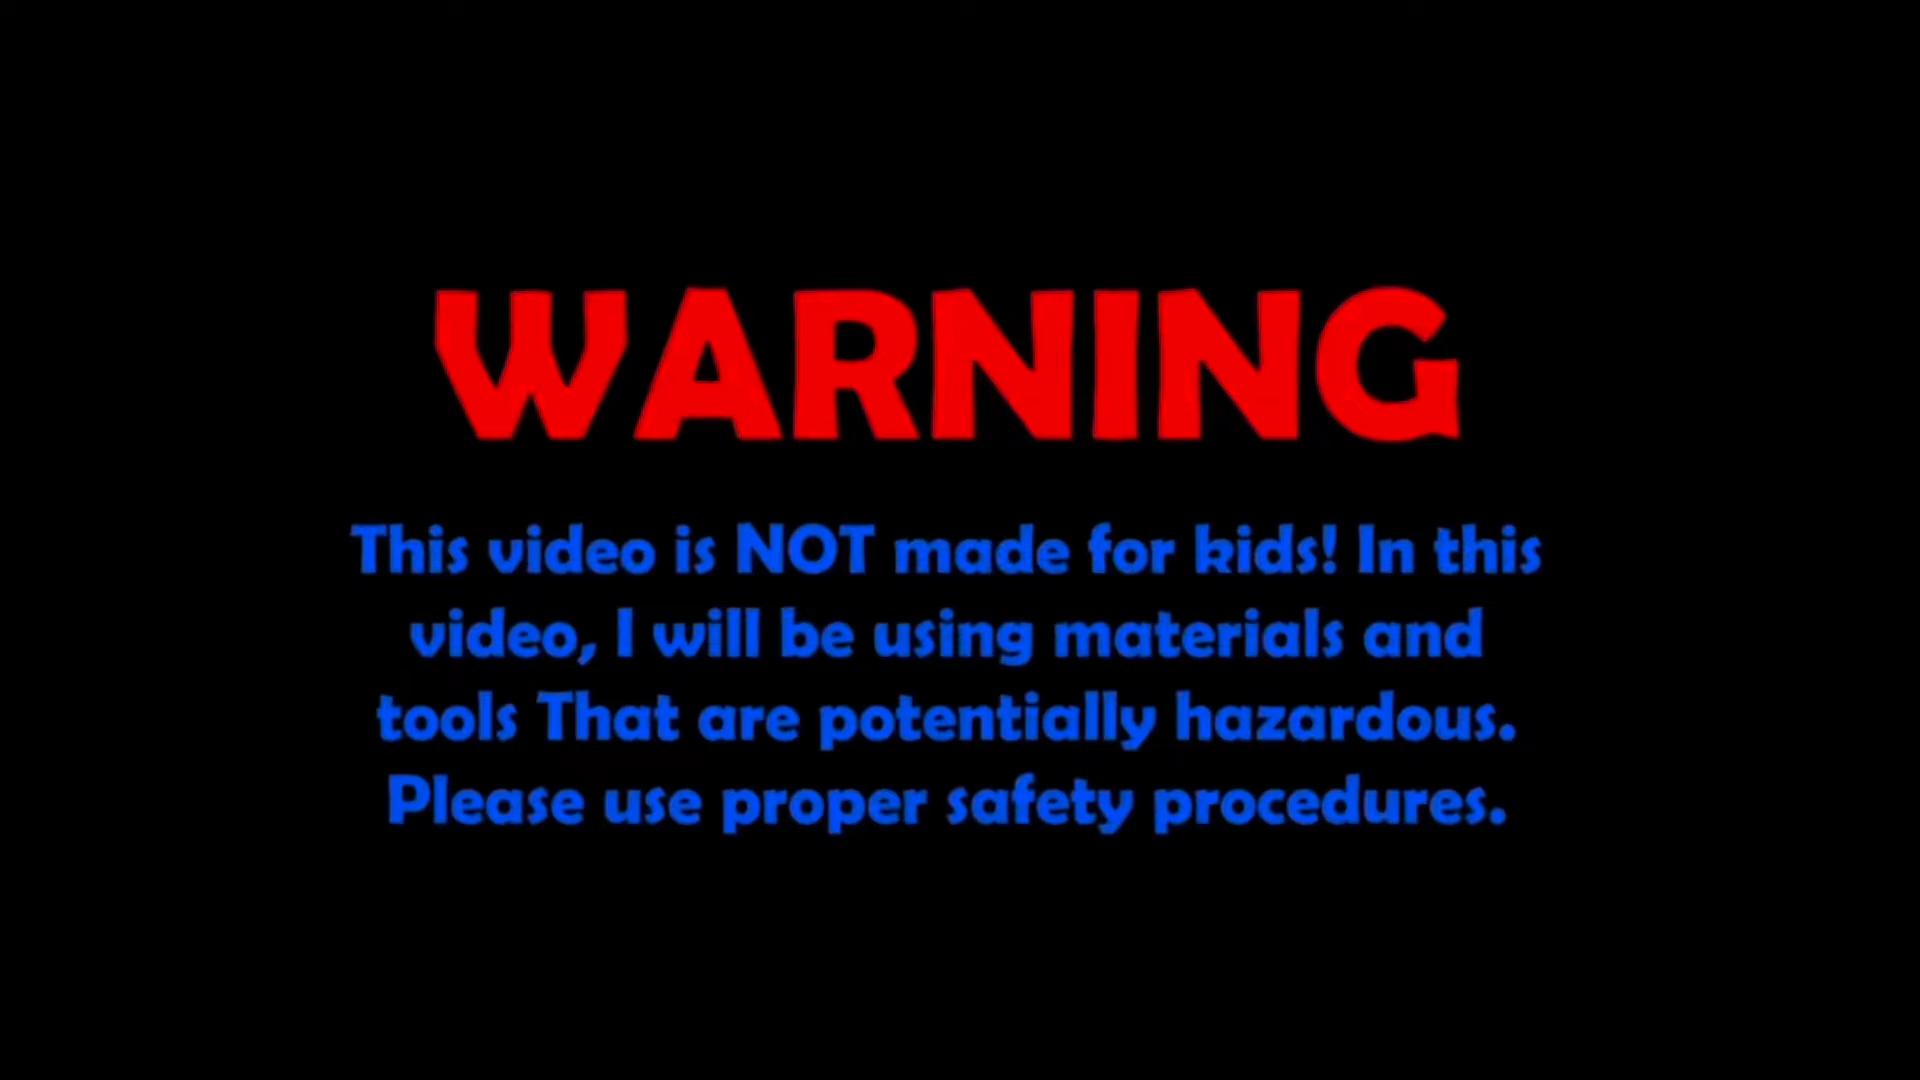 WARNING
This video is NOT made for kids! In this
video, I will be using materials and
tools That are potentially hazardous.
Please use proper safety procedures.